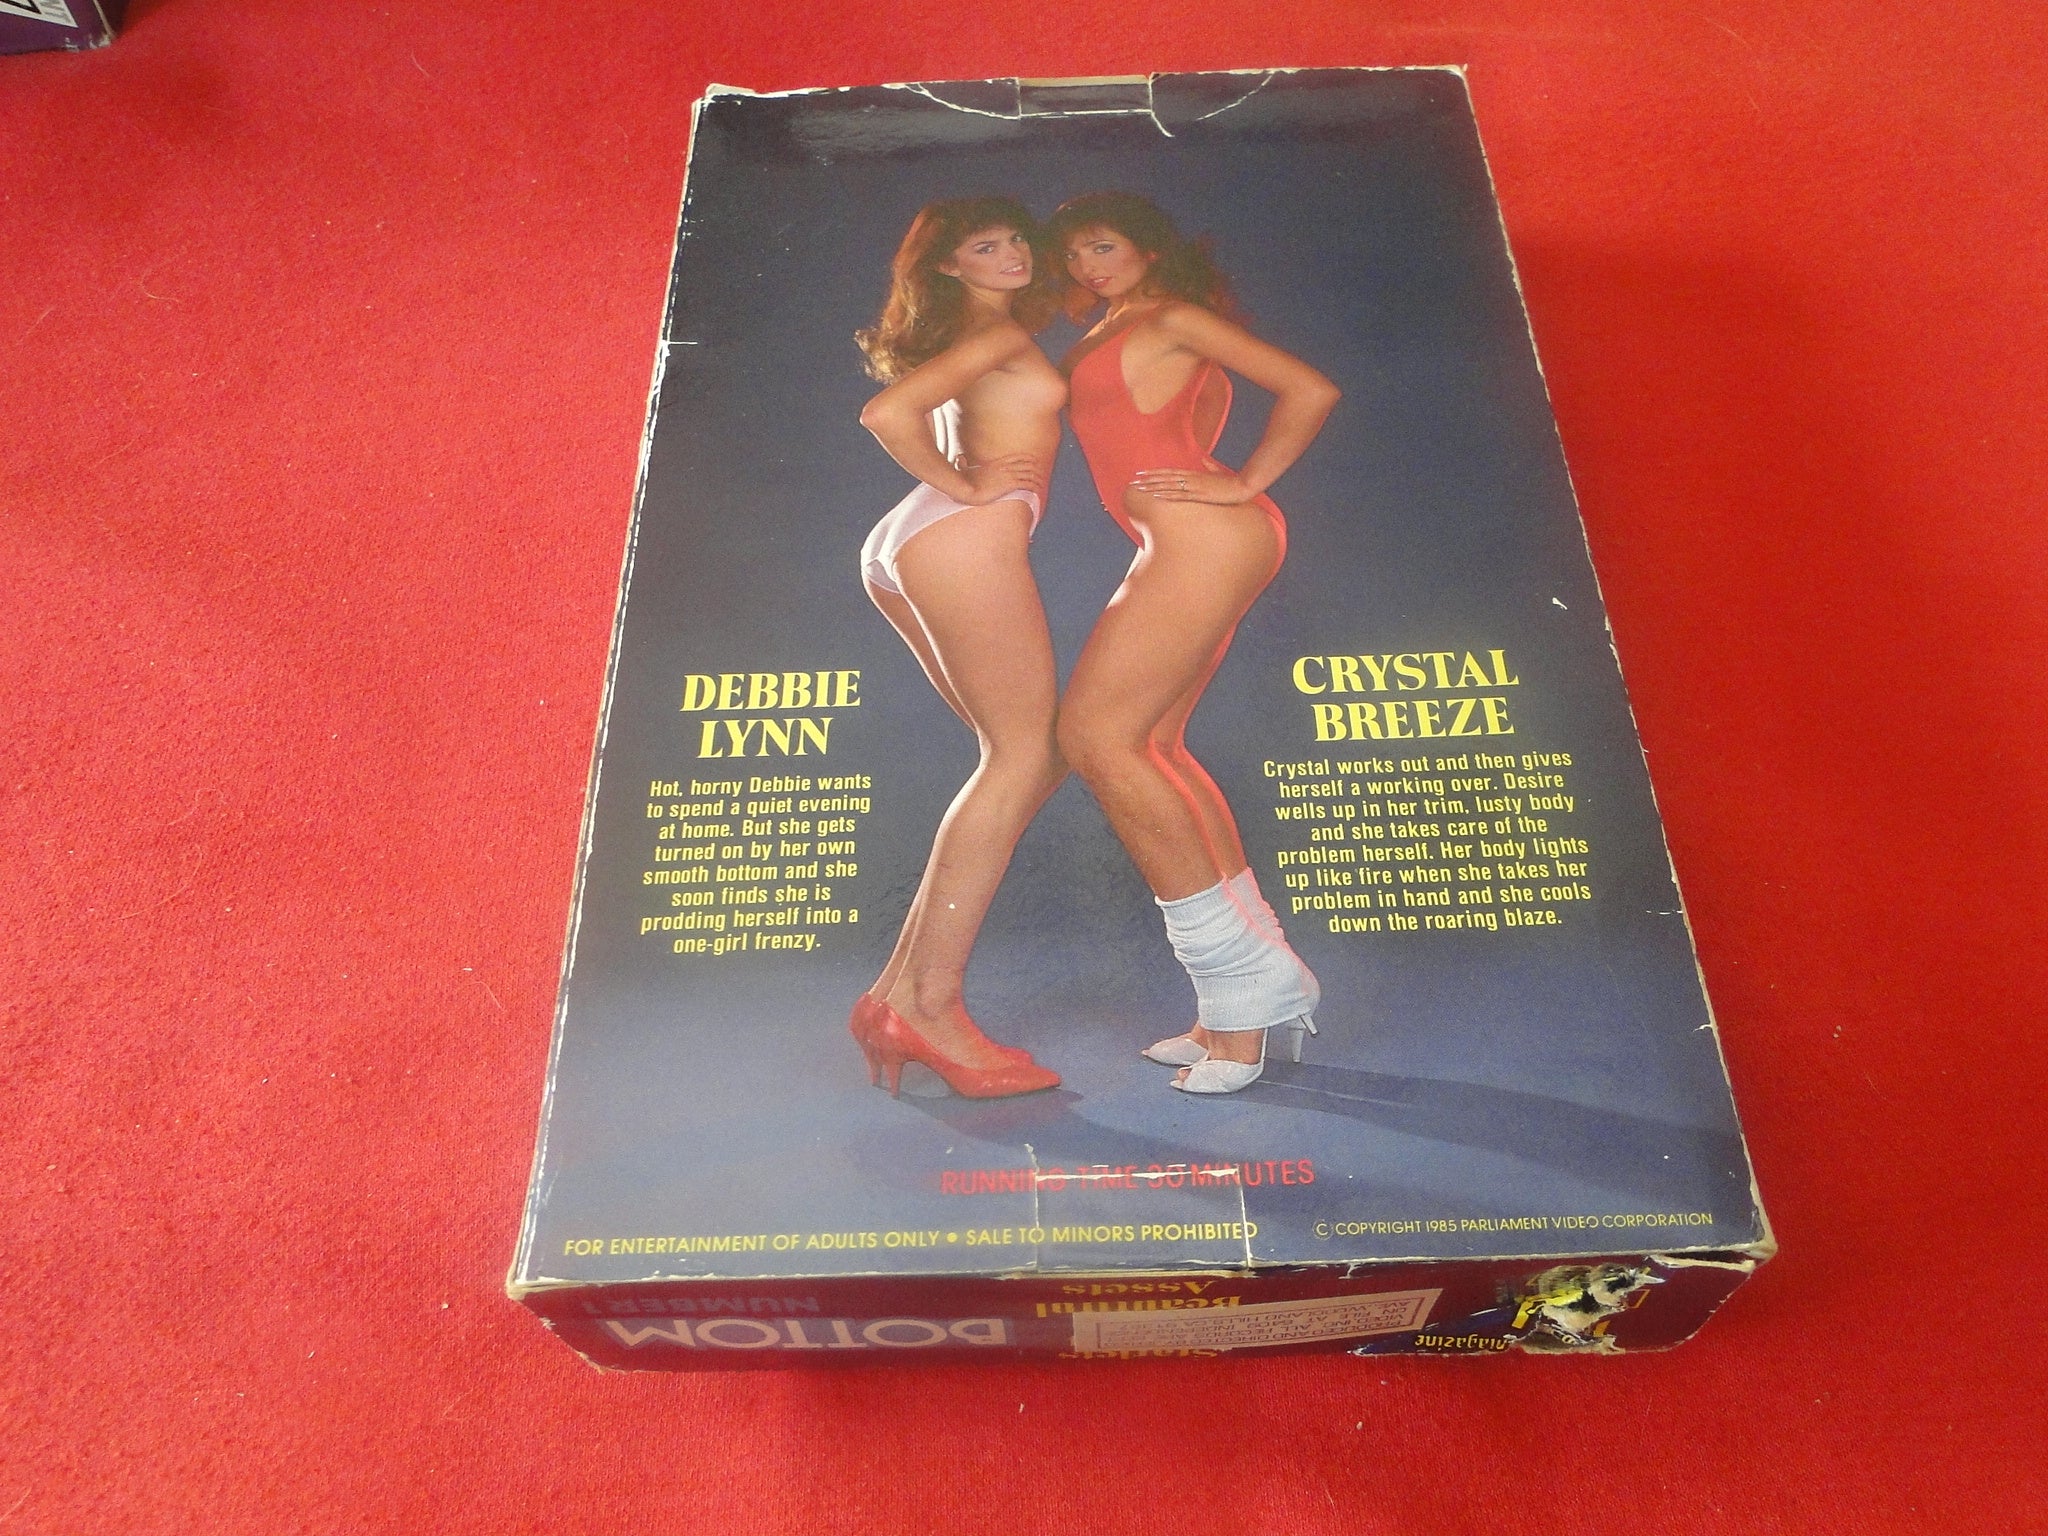 DEBBIE
LYNN
Hot, horny Debbie wants
to spend a quiet evening
at home. But she gets
turned on by her own
smooth bottom and she
soon finds she is
prodding herself into a
one-girl frenzy.
CRYSTAL
BREEZE
Crystal works out and then gives
herself a working over. Desire
wells up in her trim, lusty body
and she takes care of the
problem herself. Her body lights
up like fire when she takes her
problem in hand and she cools
down the roaring blaze.
RUNNING TIME 30 MINUTES
FOR ENTERTAINMENT OF ADULTS ONLY • SALE TO MINORS PROHIBITED
© COPYRIGHT 1985 PARLIAMENT VIDEO CORPORATION
BOTTOM
NUMBER 1
Beautiful
Assets
Magazine